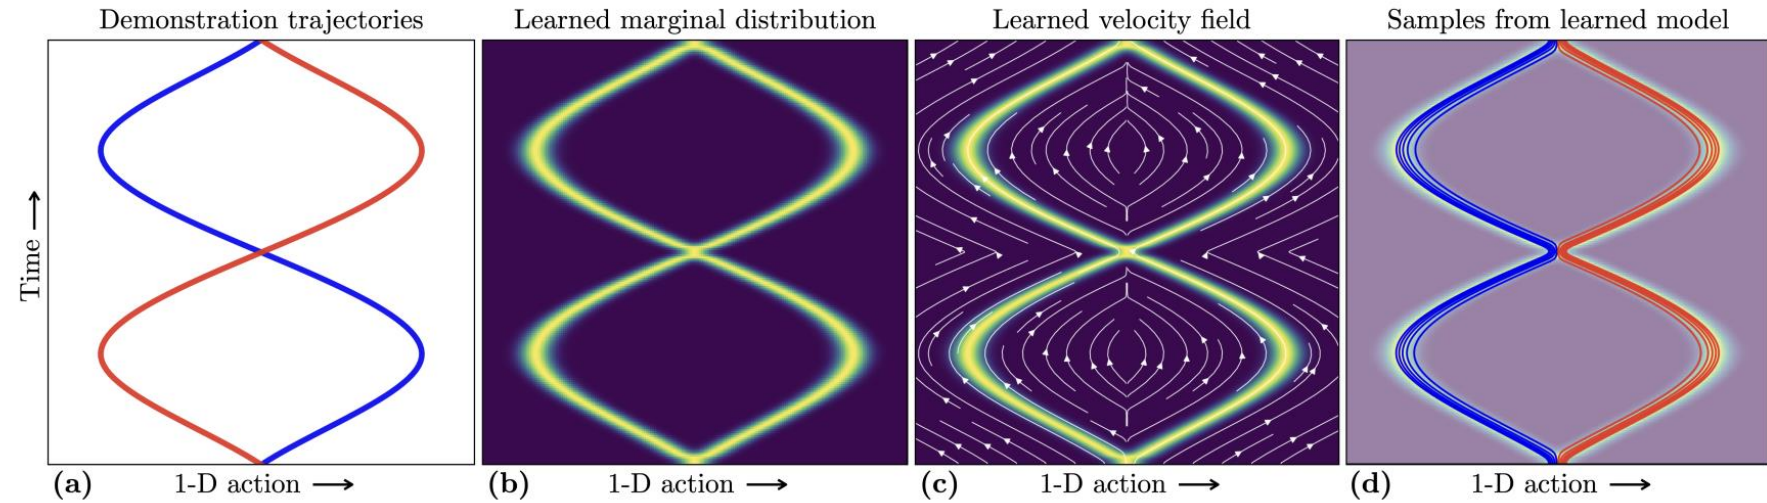 Demonstration trajectories
Learned marginal distribution
Learned velocity field
Samples from learned model
Time →
(a) 1-D action →
(b) 1-D action →
(c) 1-D action →
(d) 1-D action →